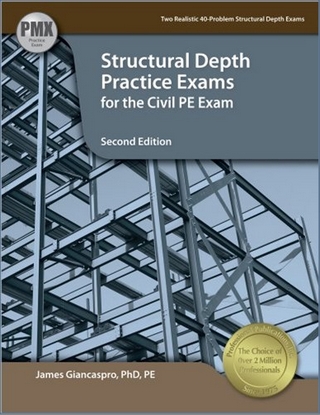 Two Realistic 40-Problem Structural Depth Exams
PMX
Practice
Exam
Structural Depth
Practice Exams
for the Civil PE Exam
Second Edition
The Choice of
Over 2 Million
Professionals
James Giancaspro, PhD, PE